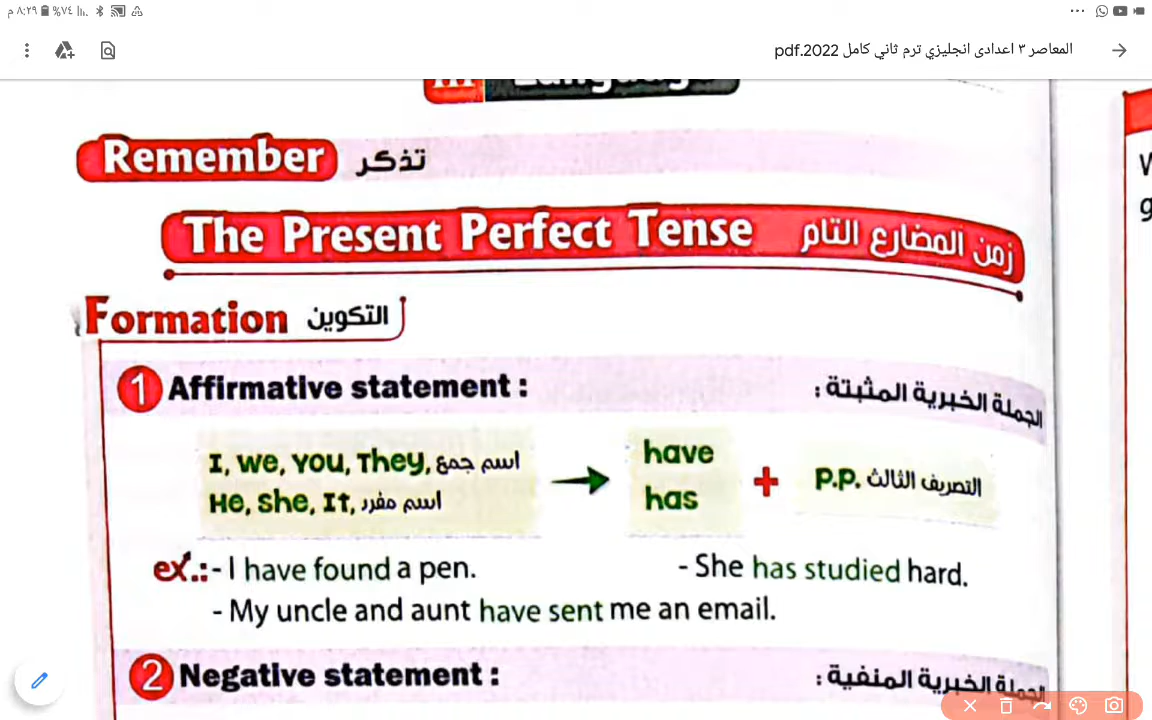 م ٨:٢٩ %٧٤
المعاصر ٣ اعدادى انجليزي ترم ثاني كامل 2022.pdf
Remember تذكر
The Present Perfect Tense زمن المضارع التام
Formation التكوين
1 Affirmative statement : الجملة الخبرية المثبتة :
I, we, you, They, اسم جمع
He, She, It, اسم مفرد
have
has
+
P.P. التصريف الثالث
ex.: - I have found a pen. - She has studied hard.
- My uncle and aunt have sent me an email.
2 Negative statement : الجملة الخبرية المنفية :